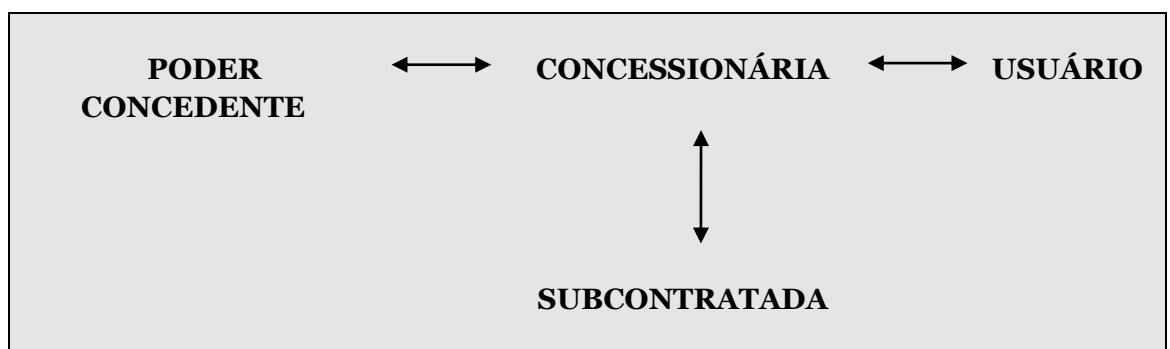 PODER CONCESSIONÁRIA USUÁRIO
CONCEDENTE
SUBCONTRATADA